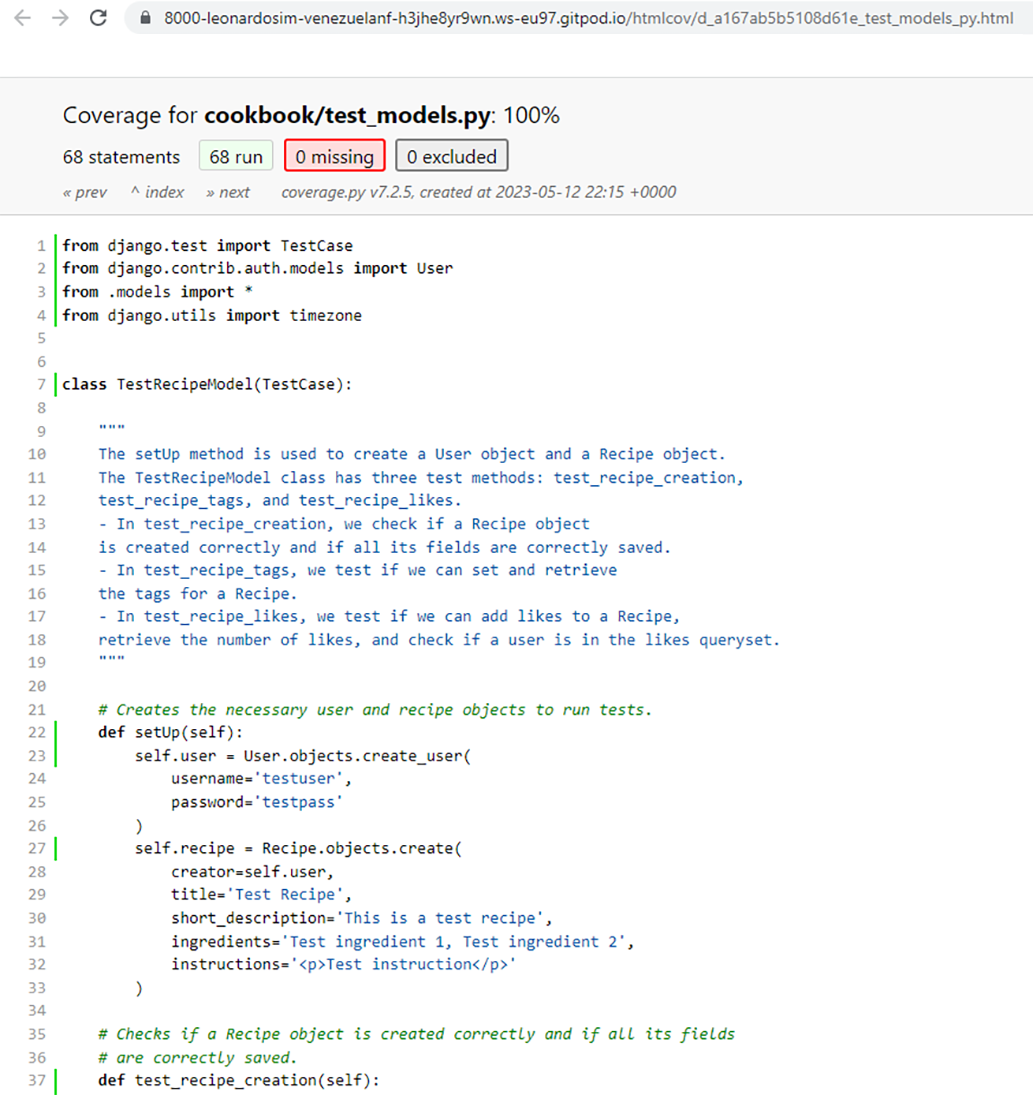 8000-leonardosim-venezuelanf-h3jhe8yr9wn.ws-eu97.gitpod.io/htmlcov/d_a167ab5b5108d61e_test_models_py.html
Coverage for cookbook/test_models.py: 100%
68 statements 68 run 0 missing 0 excluded
« prev ^ index » next coverage.py v7.2.5, created at 2023-05-12 22:15 +0000
1 from django.test import TestCase
2 from django.contrib.auth.models import User
3 from .models import *
4 from django.utils import timezone
5
6
7 class TestRecipeModel(TestCase):
8
9     """
10     The setUp method is used to create a User object and a Recipe object.
11     The TestRecipeModel class has three test methods: test_recipe_creation,
12     test_recipe_tags, and test_recipe_likes.
13     - In test_recipe_creation, we check if a Recipe object
14     is created correctly and if all its fields are correctly saved.
15     - In test_recipe_tags, we test if we can set and retrieve
16     the tags for a Recipe.
17     - In test_recipe_likes, we test if we can add likes to a Recipe,
18     retrieve the number of likes, and check if a user is in the likes queryset.
19     """
20
21     # Creates the necessary user and recipe objects to run tests.
22     def setUp(self):
23         self.user = User.objects.create_user(
24             username='testuser',
25             password='testpass'
26         )
27         self.recipe = Recipe.objects.create(
28             creator=self.user,
29             title='Test Recipe',
30             short_description='This is a test recipe',
31             ingredients='Test ingredient 1, Test ingredient 2',
32             instructions='<p>Test instruction</p>'
33         )
34
35     # Checks if a Recipe object is created correctly and if all its fields
36     # are correctly saved.
37     def test_recipe_creation(self):